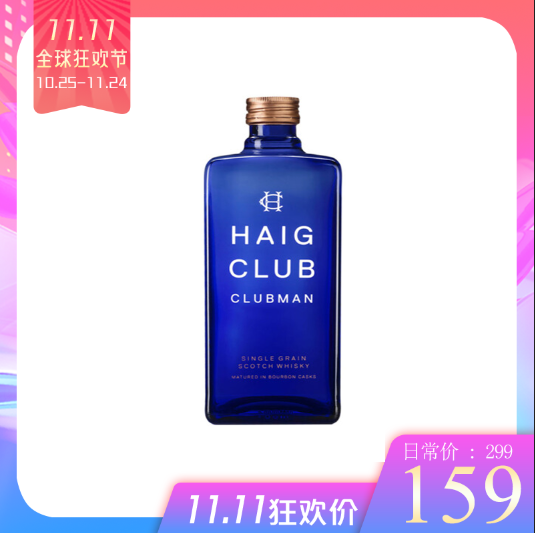 11.11
全球狂欢节
10.25-11.24
HAIG
CLUB
CLUBMAN
SINGLE GRAIN
SCOTCH WHISKY
MATURED IN BOURBON CASKS
日常价 : 299
11.11狂欢价
159